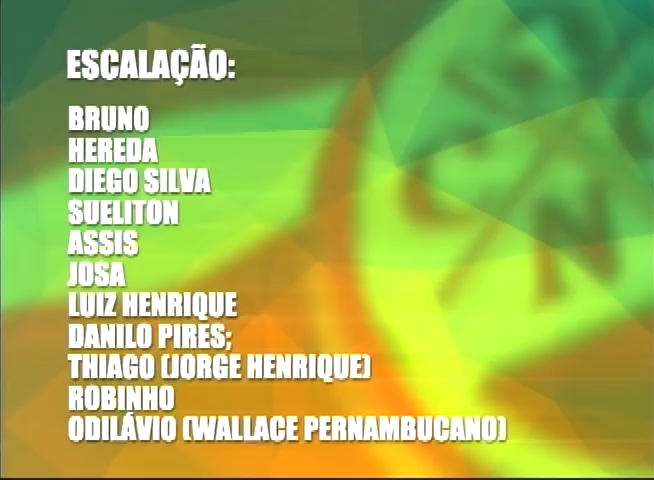 ESCALAÇÃO:
BRUNO
HEREDA
DIEGO SILVA
SUELITON
ASSIS
JOSA
LUIZ HENRIQUE
DANILO PIRES;
THIAGO (JORGE HENRIQUE)
ROBINHO
ODILÁVIO (WALLACE PERNAMBUCANO)